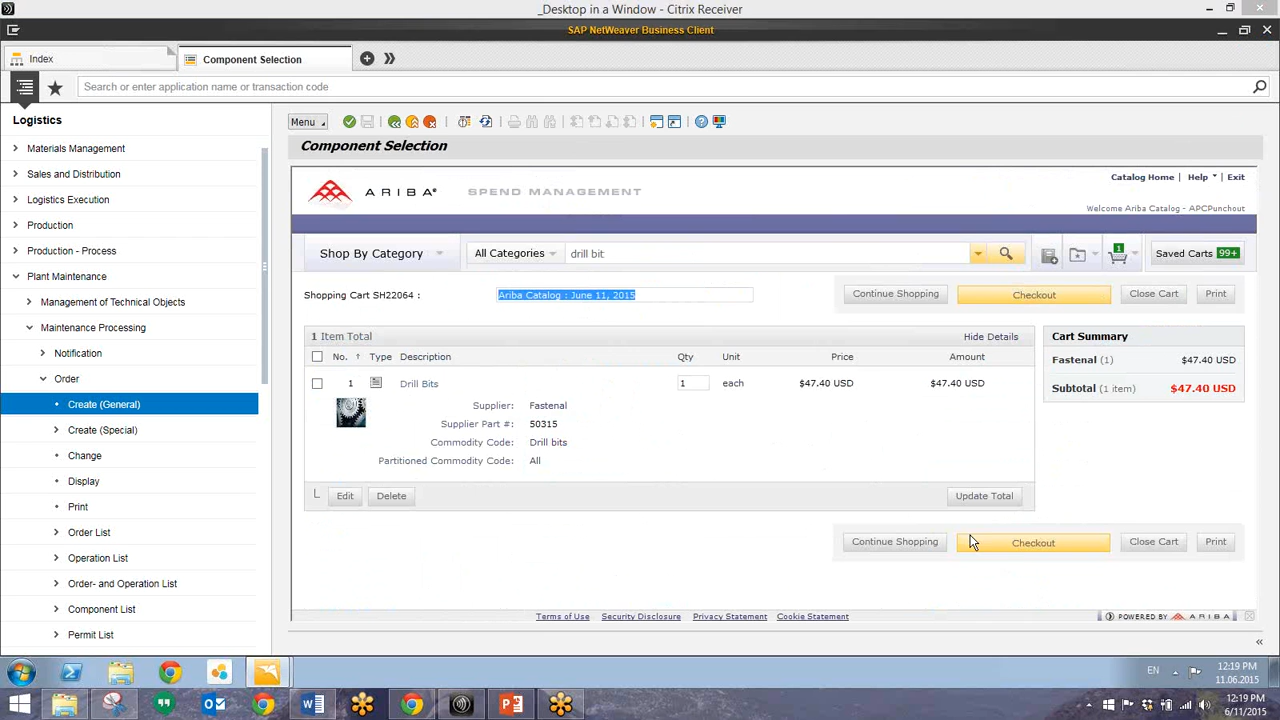 _Desktop in a Window - Citrix Receiver
SAP NetWeaver Business Client
Index
Component Selection
Search or enter application name or transaction code
Logistics
Materials Management
Sales and Distribution
Logistics Execution
Production
Production - Process
Plant Maintenance
Management of Technical Objects
Maintenance Processing
Notification
Order
Create (General)
Create (Special)
Change
Display
Print
Order List
Operation List
Order- and Operation List
Component List
Permit List
Menu
Component Selection
ARIBA® SPEND MANAGEMENT
Catalog Home | Help | Exit
Welcome Ariba Catalog - APCPunchout
Shop By Category
All Categories
drill bit
1
Saved Carts 99+
Shopping Cart SH22064 :
Ariba Catalog : June 11, 2015
Continue Shopping
Checkout
Close Cart
Print
1 Item Total
Hide Details
No. ↑ Type Description Qty Unit Price Amount
1 Drill Bits 1 each $47.40 USD $47.40 USD
Supplier: Fastenal
Supplier Part #: 50315
Commodity Code: Drill bits
Partitioned Commodity Code: All
Edit
Delete
Update Total
Cart Summary
Fastenal (1) $47.40 USD
Subtotal (1 item) $47.40 USD
Continue Shopping
Checkout
Close Cart
Print
Terms of Use
Security Disclosure
Privacy Statement
Cookie Statement
POWERED BY ARIBA
EN
12:19 PM
11.06.2015
12:19 PM
6/11/2015